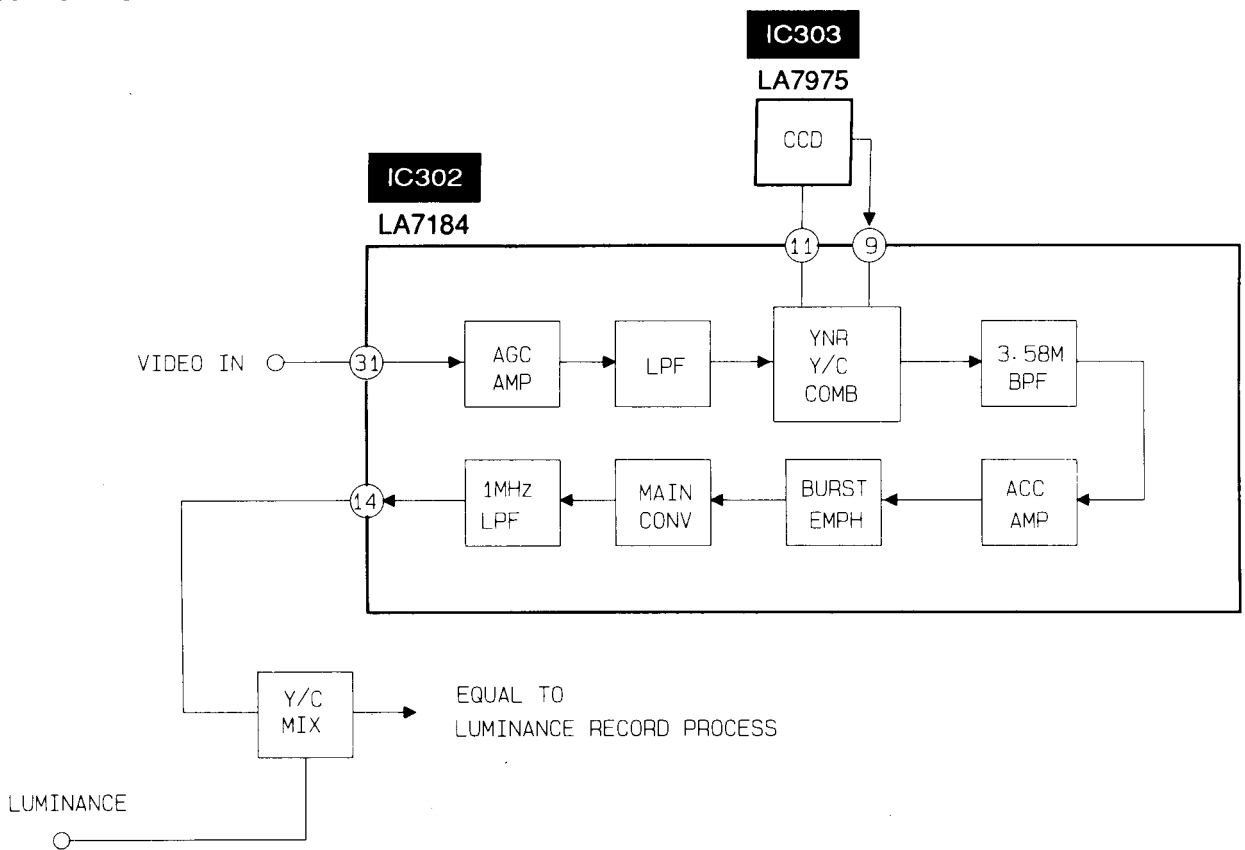 IC303
LA7975
CCD
IC302
LA7184
11
9
VIDEO IN
31
AGC
AMP
LPF
YNR
Y/C
COMB
3.58M
BPF
14
1MHz
LPF
MAIN
CONV
BURST
EMPH
ACC
AMP
Y/C
MIX
EQUAL TO
LUMINANCE RECORD PROCESS
LUMINANCE